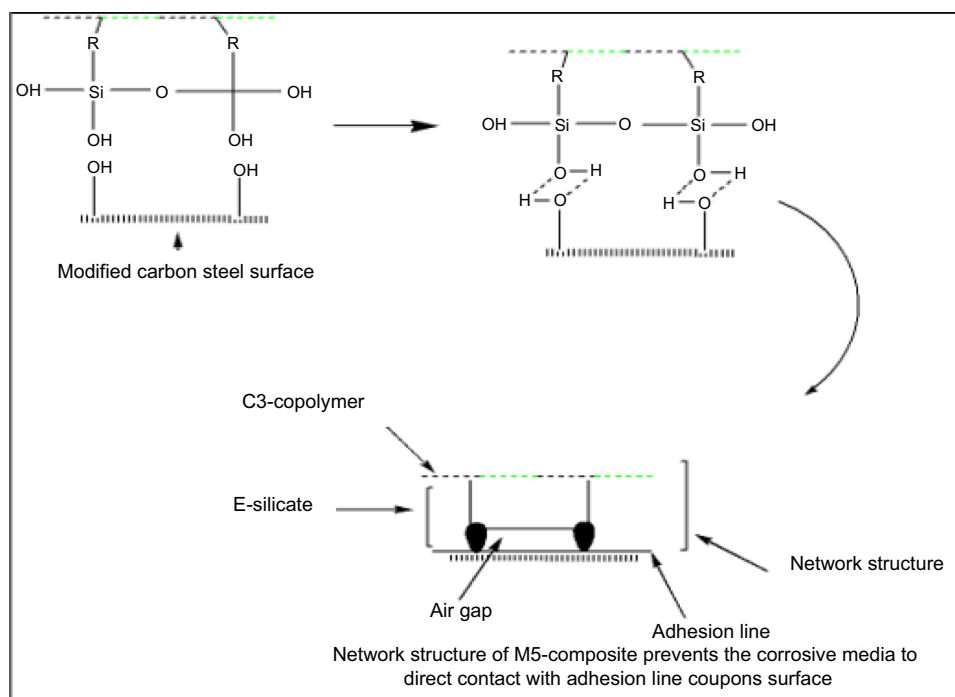 R R
OH Si O OH
OH OH
OH OH
Modified carbon steel surface
R R
OH Si O Si OH
O H O H
H O H O
C3-copolymer
E-silicate
Network structure
Air gap
Adhesion line
Network structure of M5-composite prevents the corrosive media to
direct contact with adhesion line coupons surface